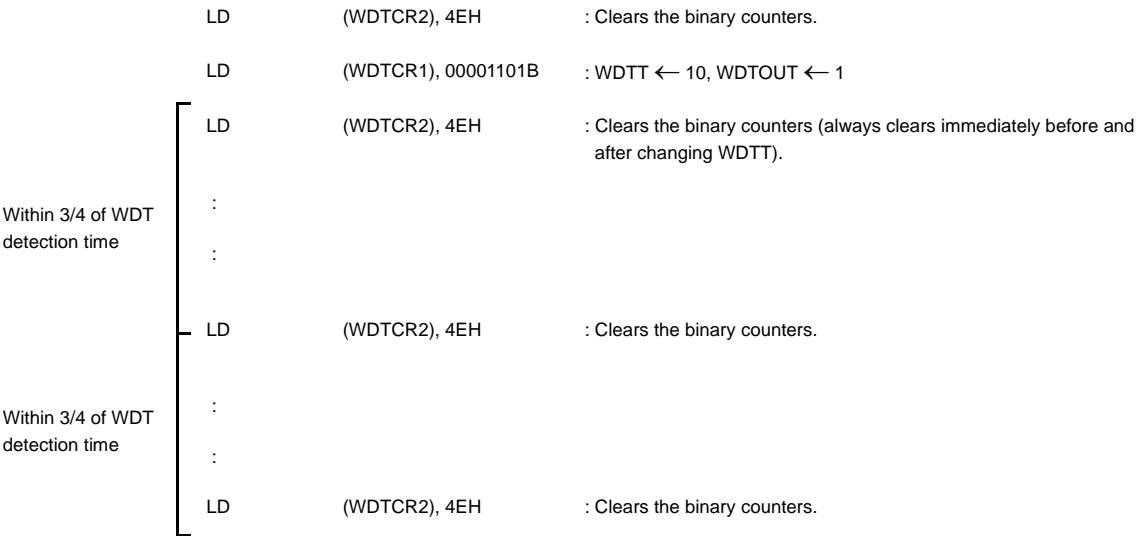 LD (WDTCR2), 4EH : Clears the binary counters.
LD (WDTCR1), 00001101B : WDTT ← 10, WDTOUT ← 1
LD (WDTCR2), 4EH : Clears the binary counters (always clears immediately before and
after changing WDTT).
Within 3/4 of WDT
detection time
:
:
LD (WDTCR2), 4EH : Clears the binary counters.
Within 3/4 of WDT
detection time
:
:
LD (WDTCR2), 4EH : Clears the binary counters.